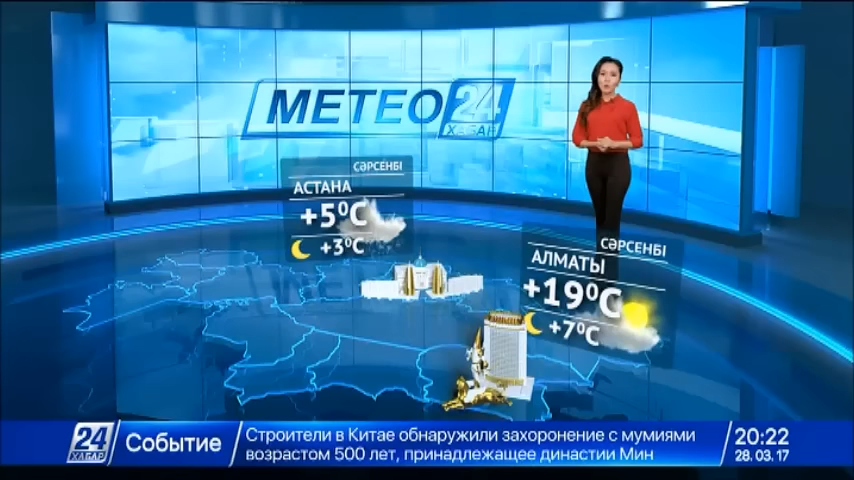 МЕТЕО 24
ХАБАР
СӘРСЕНБІ
АСТАНА
+5°C
+3°C
СӘРСЕНБІ
АЛМАТЫ
+19°C
+7°C
24
ХАБАР
Событие
Строители в Китае обнаружили захоронение с мумиями
возрастом 500 лет, принадлежащее династии Мин
20:22
28.03.17